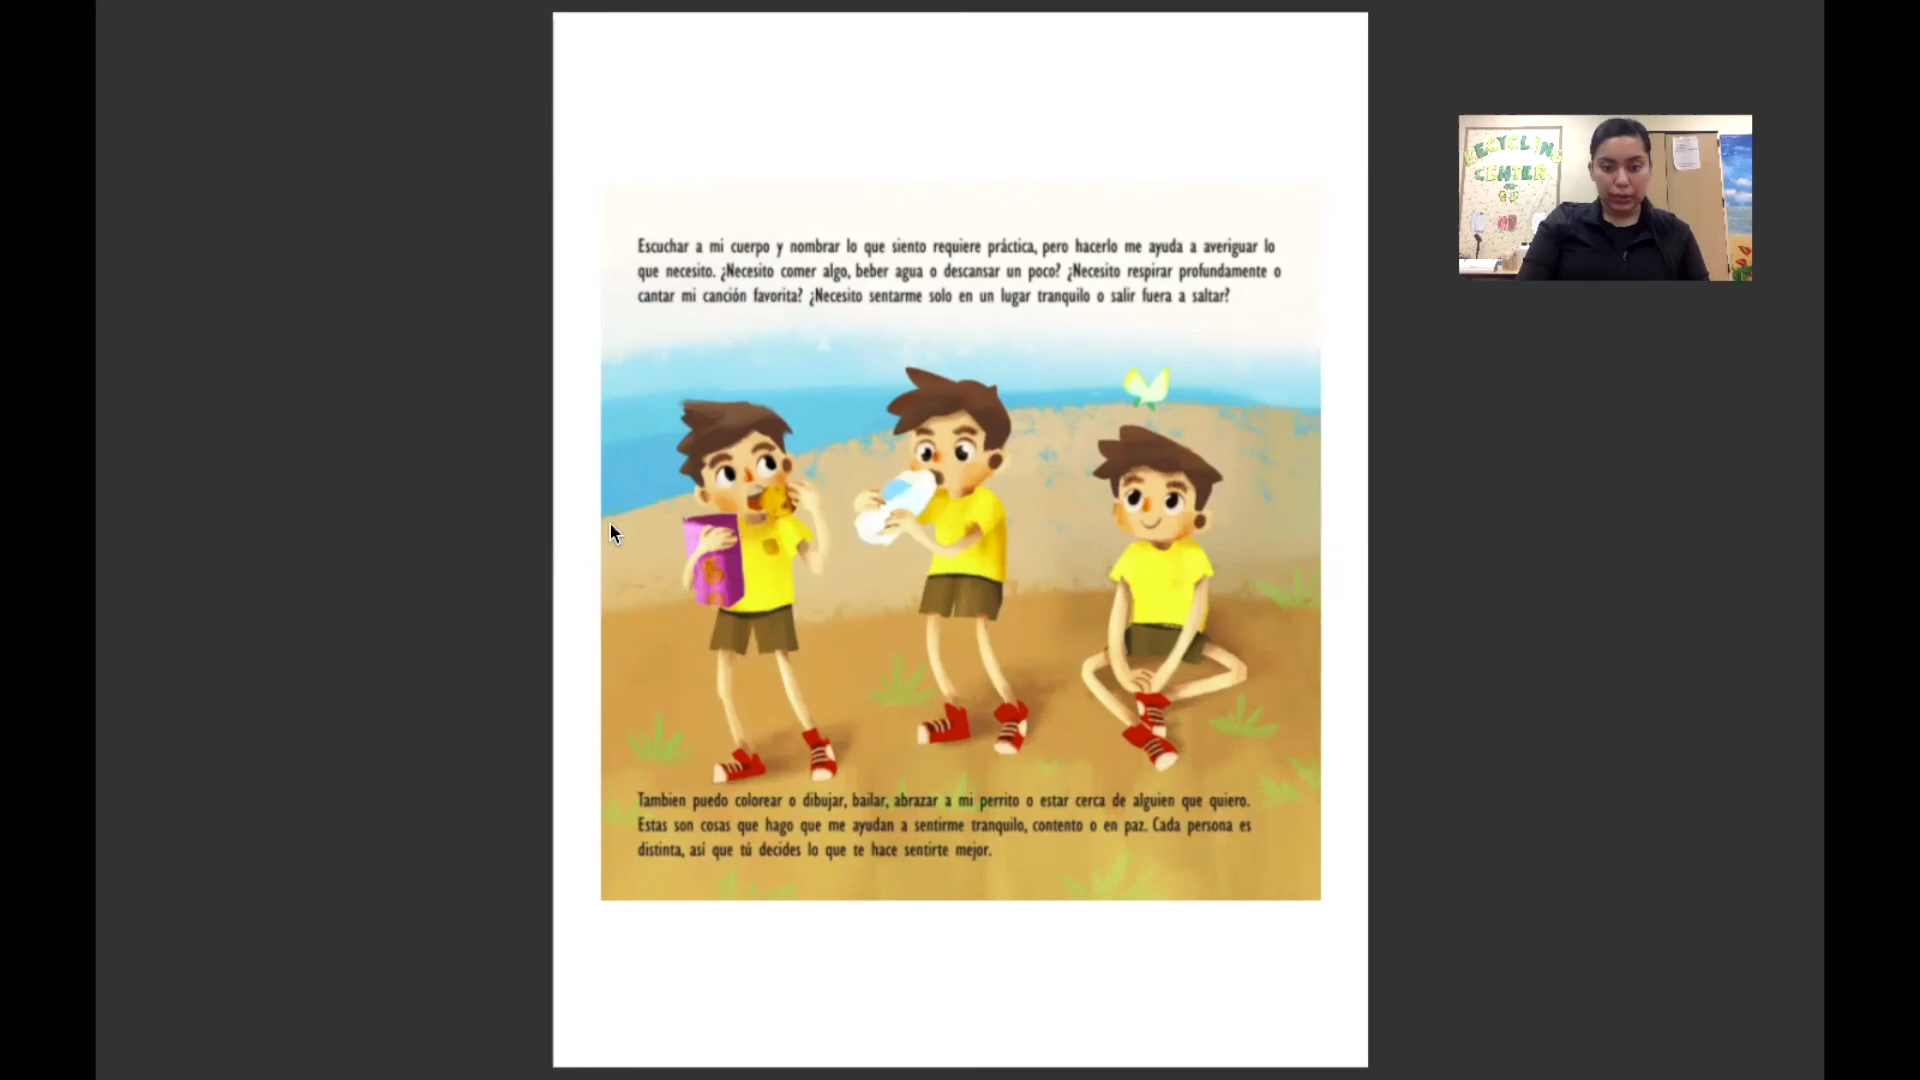 Escuchar a mi cuerpo y nombrar lo que siento requiere práctica, pero hacerlo me ayuda a averiguar lo
que necesito. ¿Necesito comer algo, beber agua o descansar un poco? ¿Necesito respirar profundamente o
cantar mi canción favorita? ¿Necesito sentarme solo en un lugar tranquilo o salir fuera a saltar?
Tambien puedo colorear o dibujar, bailar, abrazar a mi perrito o estar cerca de alguien que quiero.
Estas son cosas que hago que me ayudan a sentirme tranquilo, contento o en paz. Cada persona es
distinta, así que tú decides lo que te hace sentirte mejor.
RECYCLING
CENTER